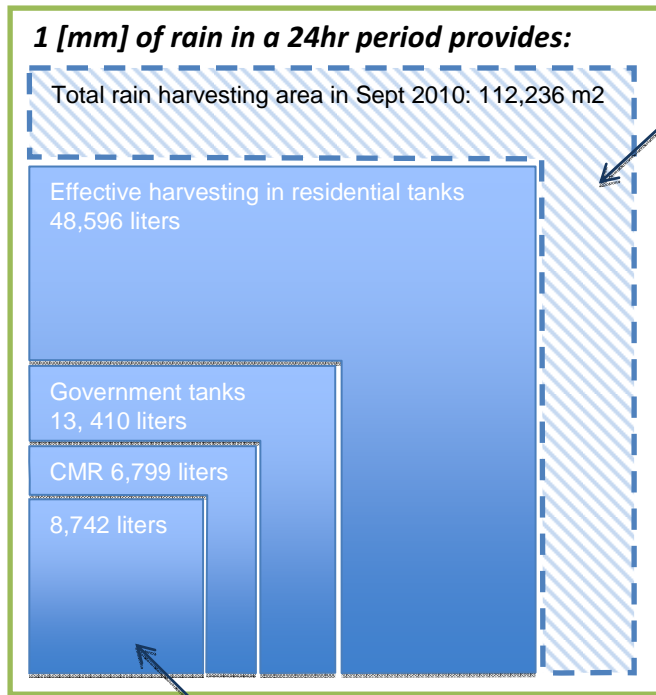 1 [mm] of rain in a 24hr period provides:
Total rain harvesting area in Sept 2010: 112,236 m2
Effective harvesting in residential tanks
48,596 liters
Government tanks
13, 410 liters
CMR 6,799 liters
8,742 liters